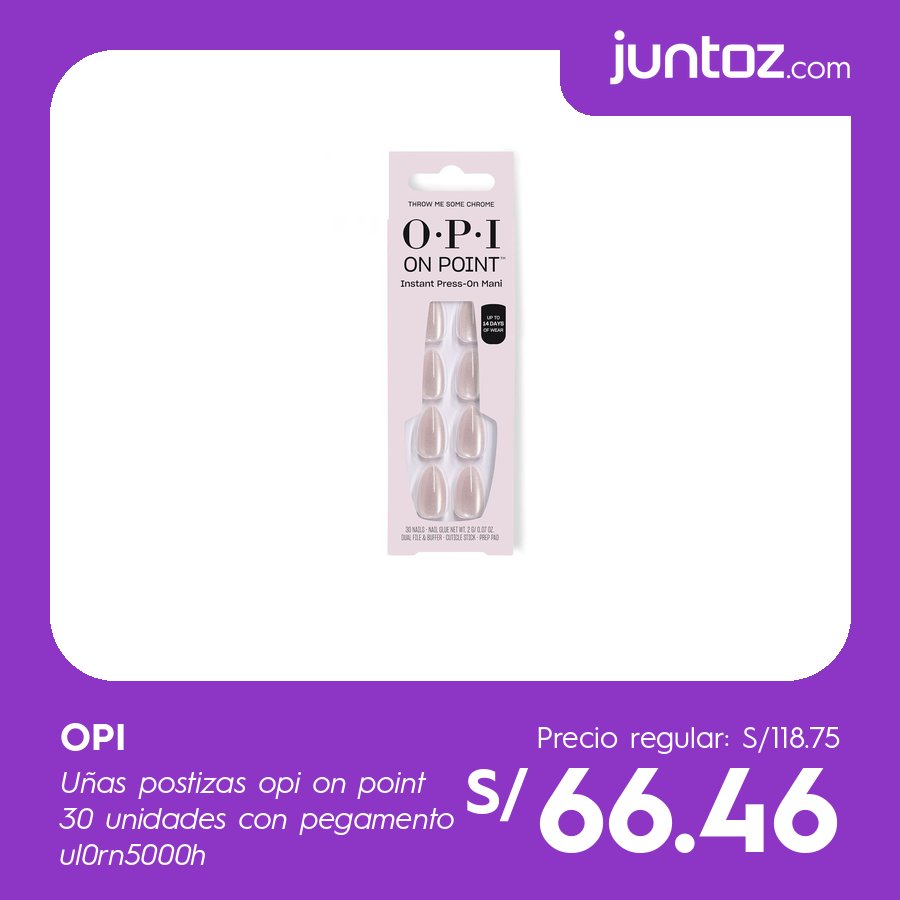 juntoz.com
THROW ME SOME CHROME
O·P·I
ON POINT™
Instant Press-On Mani
UP TO
14 DAYS
OF WEAR
30 NAILS · NAIL GLUE NET WT. 2 G/ 0.07 OZ.
DUAL FILE & BUFFER · CUTICLE STICK · PREP PAD
OPI
Uñas postizas opi on point
30 unidades con pegamento
ul0rn5000h
Precio regular: S/118.75
S/66.46